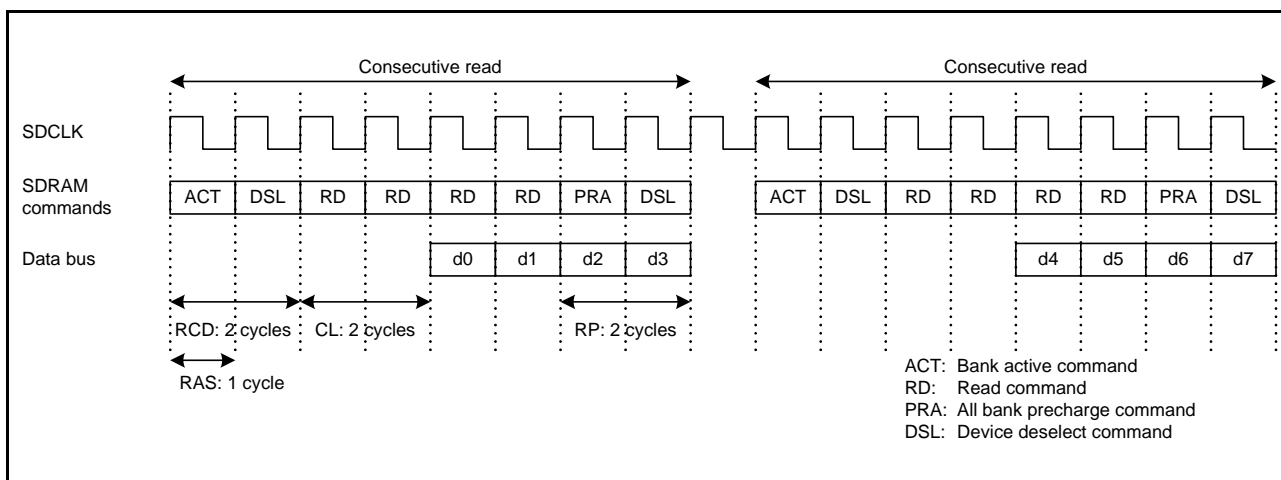 Consecutive read Consecutive read
SDCLK
SDRAM commands ACT DSL RD RD RD RD PRA DSL ACT DSL RD RD RD RD PRA DSL
Data bus d0 d1 d2 d3 d4 d5 d6 d7
RCD: 2 cycles CL: 2 cycles RP: 2 cycles
RAS: 1 cycle
ACT: Bank active command
RD: Read command
PRA: All bank precharge command
DSL: Device deselect command